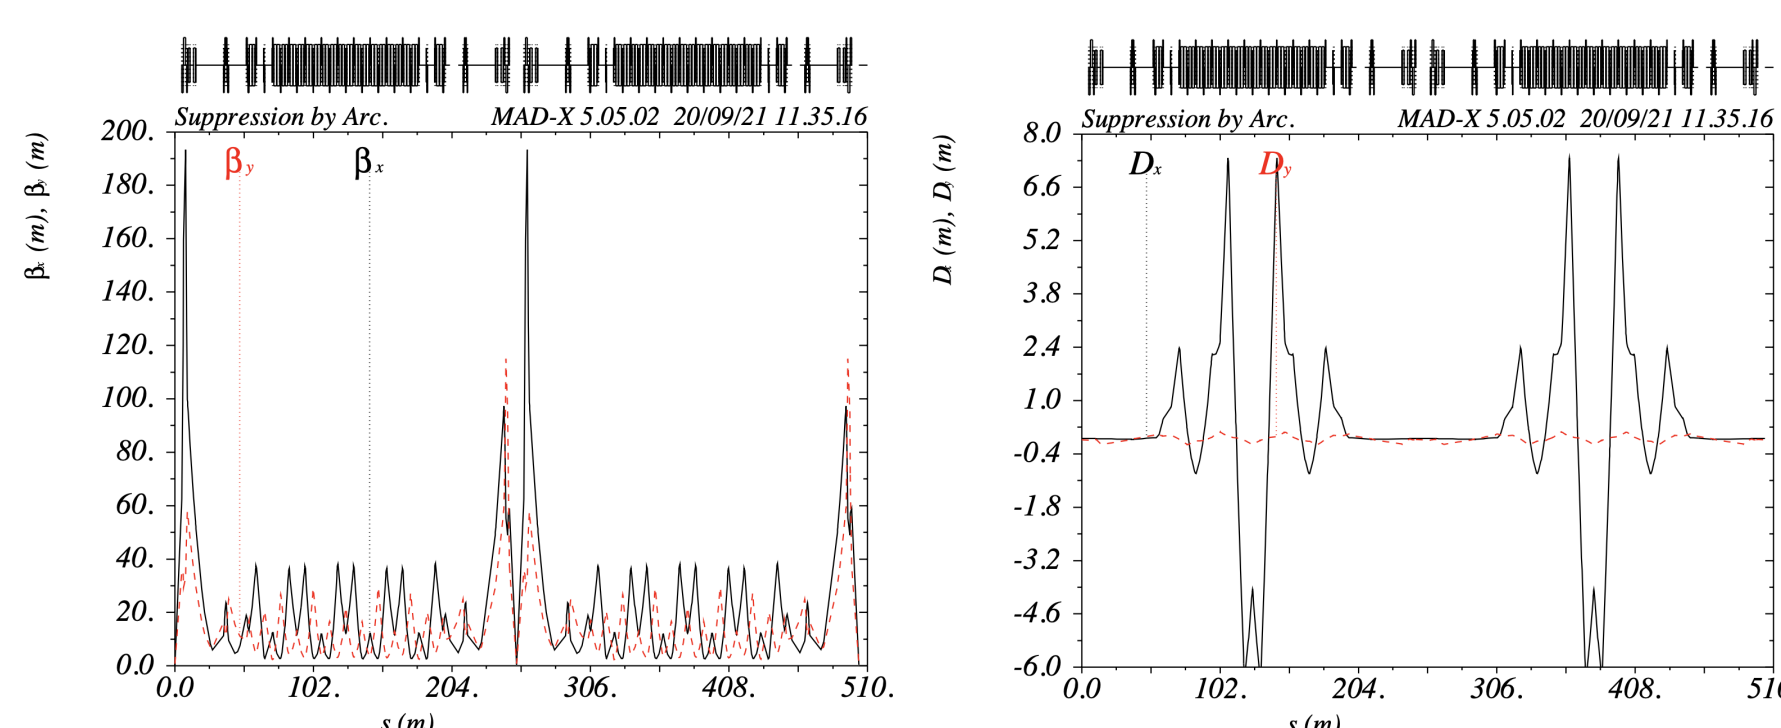 Suppression by Arc. MAD-X 5.05.02 20/09/21 11.35.16
βx (m), βy (m)
200.
180.
160.
140.
120.
100.
80.
60.
40.
20.
0.0
βy βx
0.0 102. 204. 306. 408. 510.
s (m)
Suppression by Arc. MAD-X 5.05.02 20/09/21 11.35.16
Dx (m), Dy (m)
8.0
6.6
5.2
3.8
2.4
1.0
-0.4
-1.8
-3.2
-4.6
-6.0
Dx Dy
0.0 102. 204. 306. 408.
s (m)